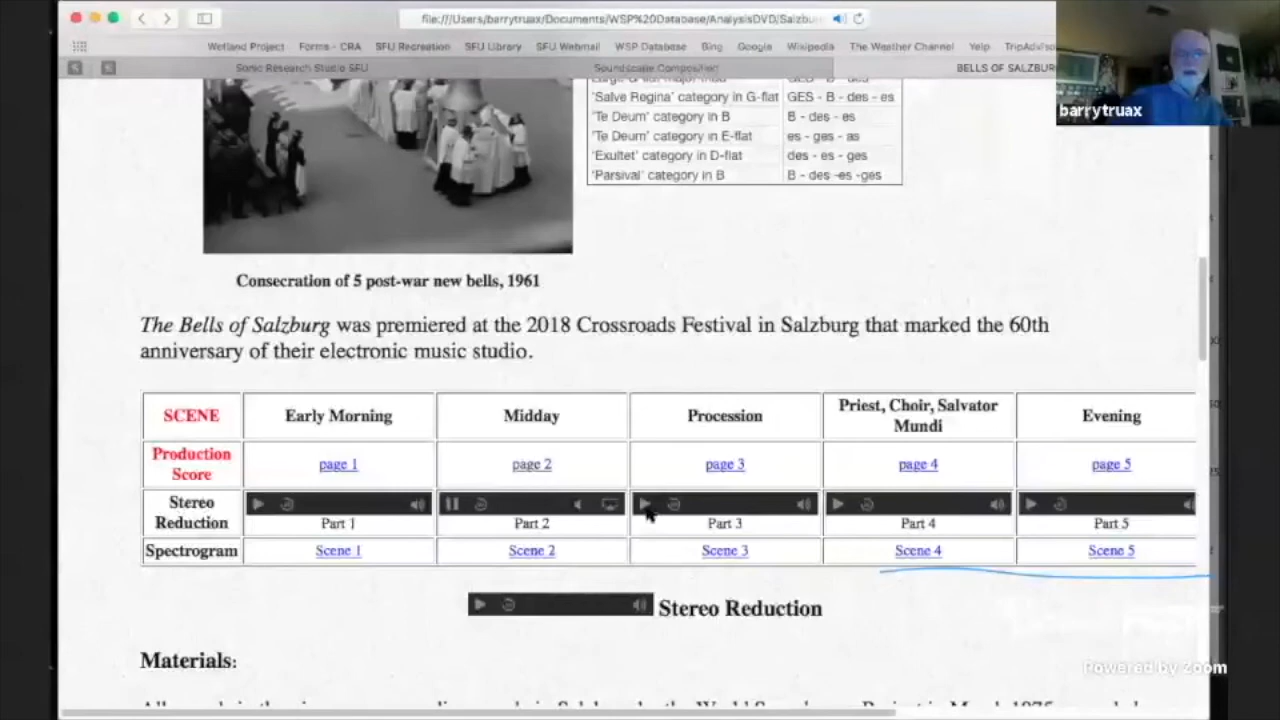 file:///Users/barrytruax/Documents/WSP%20Database/AnalysisDVD/Salzbu
Wetland Project Forms - CRA SFU Recreation SFU Library SFU Webmail WSP Database Bing Google Wikipedia The Weather Channel Yelp TripAdviso
Sonic Research Studio SFU Soundscape Composition BELLS OF SALZBUR
barrytruax
'Salve Regina' category in G-flat GES - B - des - es
'Te Deum' category in B B - des - es
'Te Deum' category in E-flat es - ges - as
'Exultet' category in D-flat des - es - ges
'Parsival' category in B B - des -es -ges
Consecration of 5 post-war new bells, 1961
The Bells of Salzburg was premiered at the 2018 Crossroads Festival in Salzburg that marked the 60th
anniversary of their electronic music studio.
SCENE Early Morning Midday Procession Priest, Choir, Salvator Mundi Evening
Production Score page 1 page 2 page 3 page 4 page 5
Stereo Reduction Part 1 Part 2 Part 3 Part 4 Part 5
Spectrogram Scene 1 Scene 2 Scene 3 Scene 4 Scene 5
Stereo Reduction
Materials:
Powered by zoom